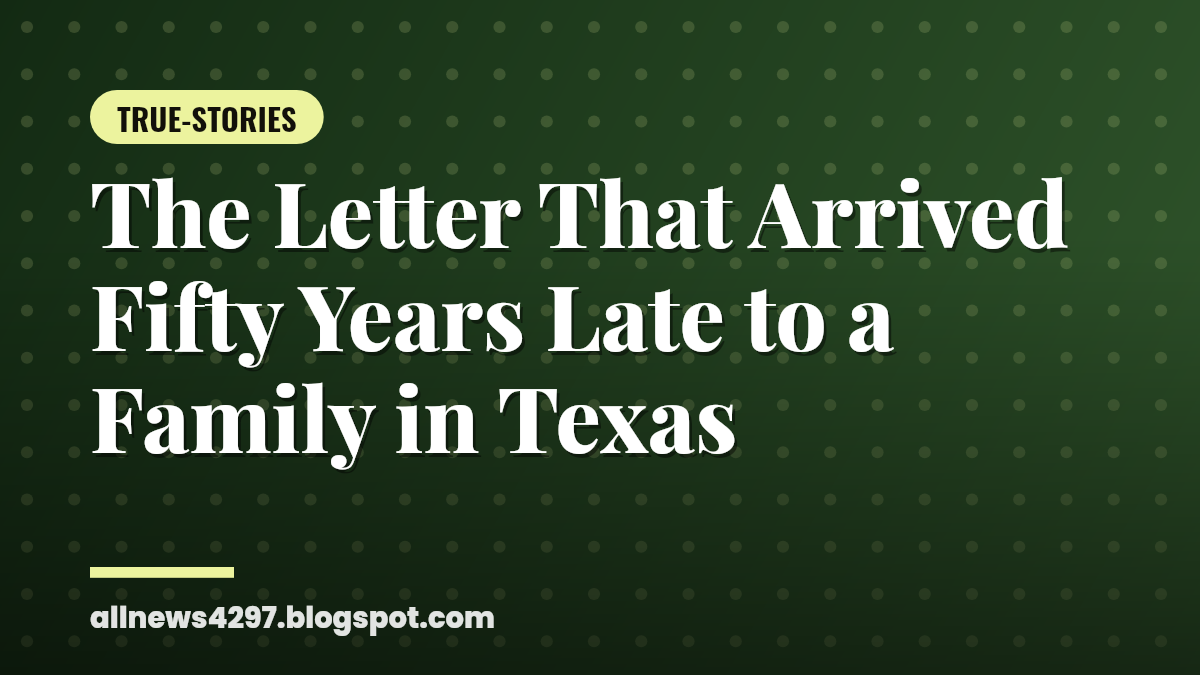 TRUE-STORIES
The Letter That Arrived
Fifty Years Late to a
Family in Texas
allnews4297.blogspot.com